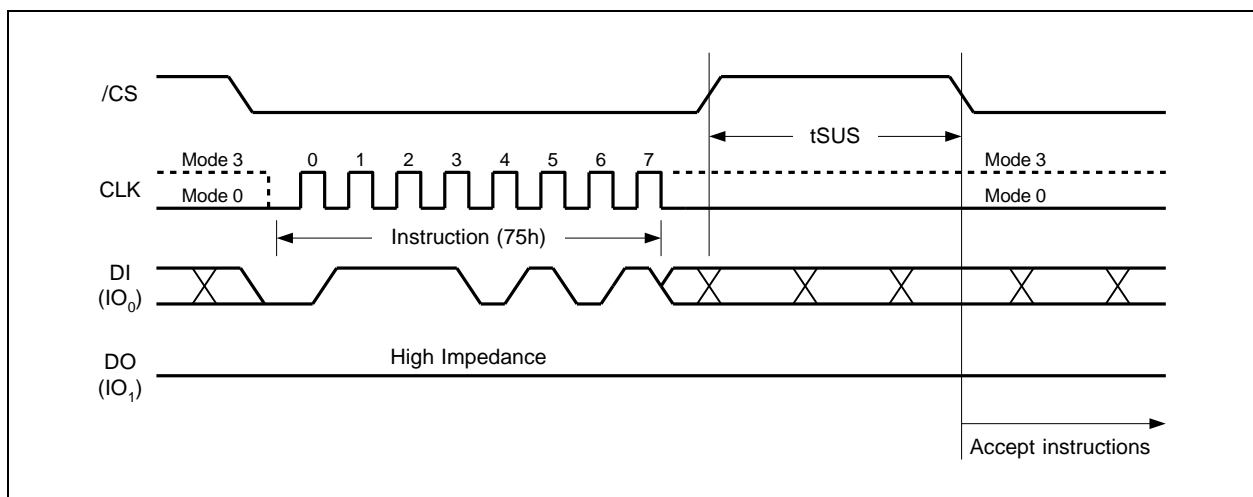 /CS
tSUS
0 1 2 3 4 5 6 7
Mode 3 Mode 3
CLK
Mode 0 Mode 0
Instruction (75h)
DI
(IO0)
High Impedance
DO
(IO1)
Accept instructions